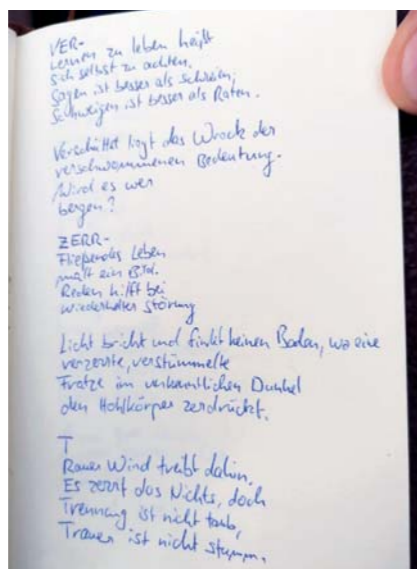 VER-
Lernen zu leben heißt
sich selbst zu achten.
Sagen ist besser als schreien,
Schweigen ist besser als Raten.
Verschüttet liegt das Wrack der
verschwommenen Bedeutung.
Wird es wer
bergen?
ZERR-
Fließendes Leben
malt ein Bild.
Reden hilft bei
wiederholter Störung
Licht bricht und findet keinen Boden, wo eine
verzerrte, verstümmelte
Fratze im Dunkel
den Hohlkörper zerdrückt.
T
Rauer Wind treibt dahin.
Es zerrt das Nichts, doch
Trennung ist nicht taub,
Trauer ist nicht stumm.